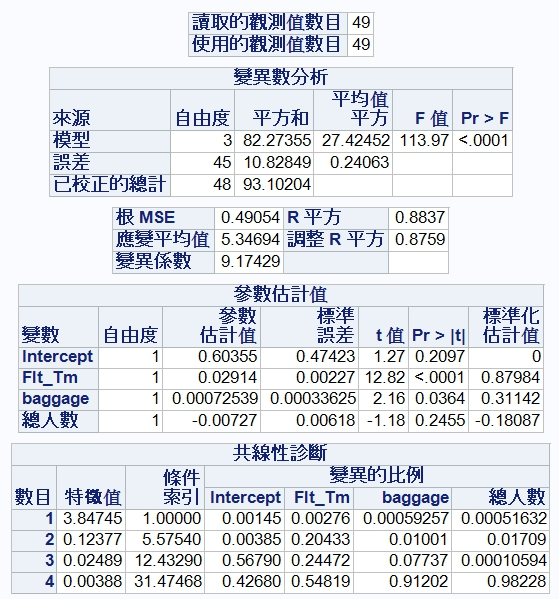 讀取的觀測值數目 49
使用的觀測值數目 49
變異數分析
來源 自由度 平方和 平均值平方 F 值 Pr > F
模型 3 82.27355 27.42452 113.97 <.0001
誤差 45 10.82849 0.24063
已校正的總計 48 93.10204
根 MSE 0.49054 R 平方 0.8837
應變平均值 5.34694 調整 R 平方 0.8759
變異係數 9.17429
參數估計值
變數 自由度 參數估計值 標準誤差 t 值 Pr > |t| 標準化估計值
Intercept 1 0.60355 0.47423 1.27 0.2097 0
Flt_Tm 1 0.02914 0.00227 12.82 <.0001 0.87984
baggage 1 0.00072539 0.00033625 2.16 0.0364 0.31142
總人數 1 -0.00727 0.00618 -1.18 0.2455 -0.18087
共線性診斷
數目 特徵值 條件索引 變異的比例
Intercept Flt_Tm baggage 總人數
1 3.84745 1.00000 0.00145 0.00276 0.00059257 0.00051632
2 0.12377 5.57540 0.00385 0.20433 0.01001 0.01709
3 0.02489 12.43290 0.56790 0.24472 0.07737 0.00010594
4 0.00388 31.47468 0.42680 0.54819 0.91202 0.98228